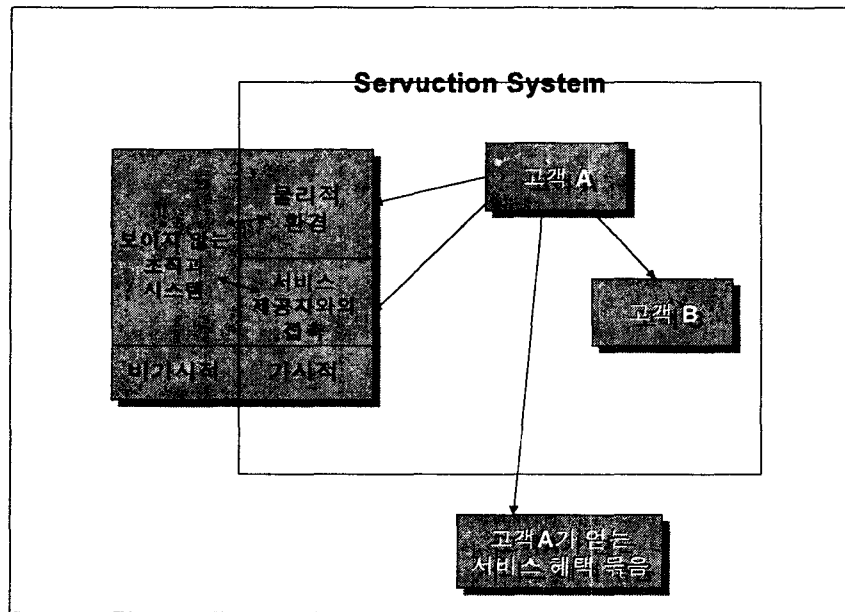 Servuction System
보이지 않는
조직과
시스템
물리적
환경
서비스
제공자와의
접촉
비가시적
가시적
고객 A
고객 B
고객A가 얻는
서비스 혜택 묶음